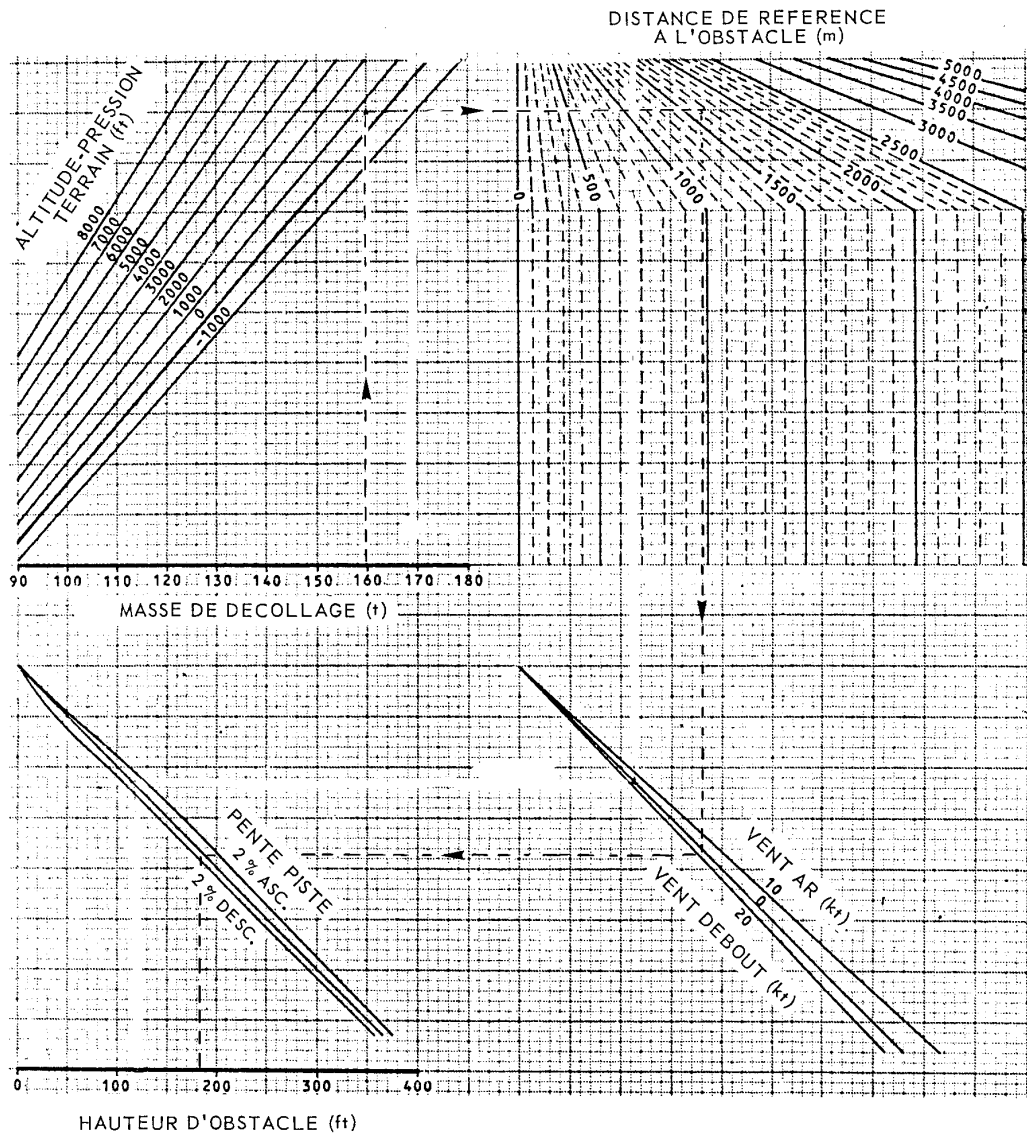 DISTANCE DE REFERENCE
A L'OBSTACLE (m)
ALTITUDE-PRESSION
TERRAIN (ft)
8000
7000
6000
5000
4000
3000
2000
1000
0
-1000
5000
4500
4000
3500
3000
2500
2000
1500
1000
500
0
90 100 110 120 130 140 150 160 170 180
MASSE DE DECOLLAGE (t)
PENTE PISTE
2 % ASC.
2 % DESC.
VENT AR (kt)
10
0
20
VENT DEBOUT (kt)
0 100 200 300 400
HAUTEUR D'OBSTACLE (ft)